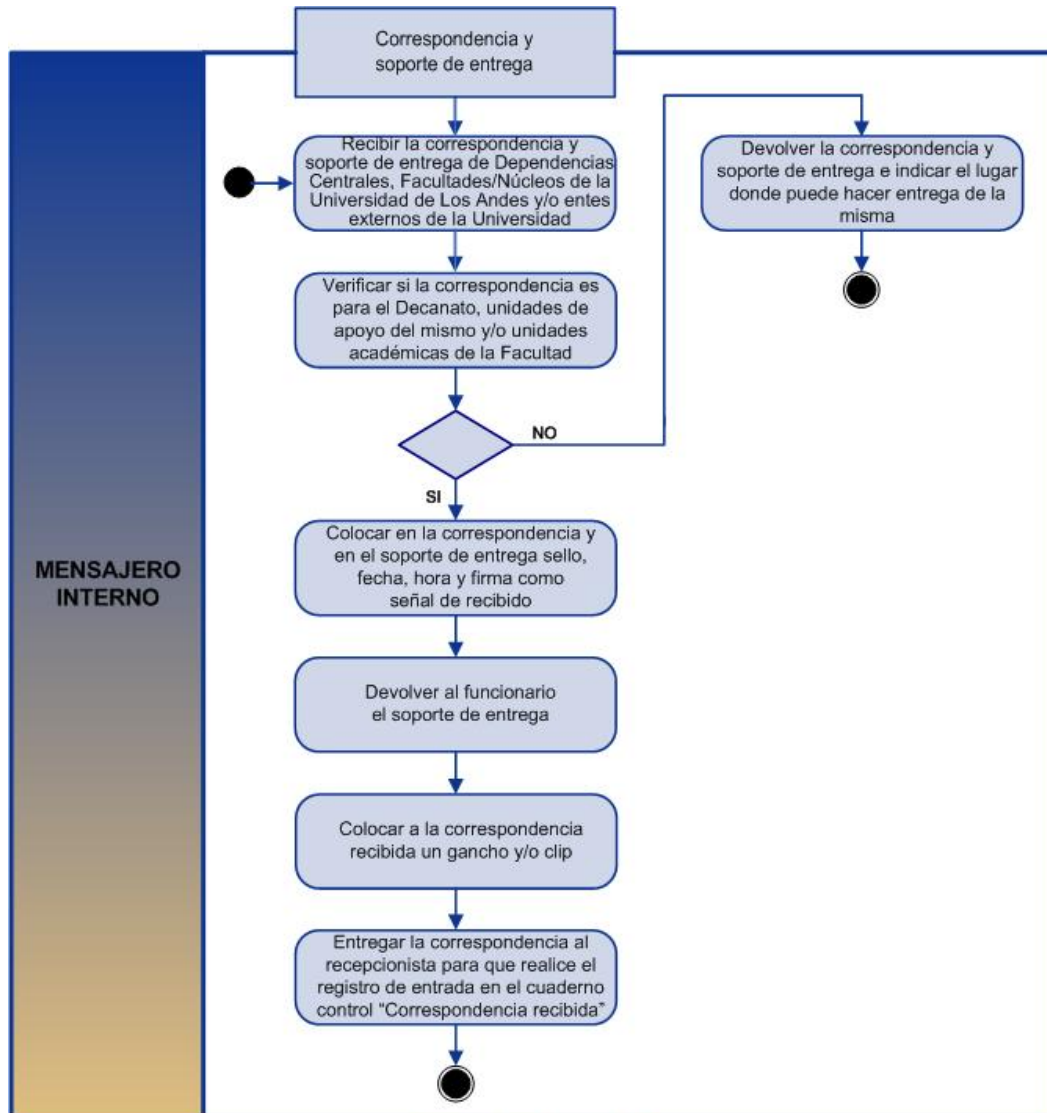 Correspondencia y
soporte de entrega
Recibir la correspondencia y
soporte de entrega de Dependencias
Centrales, Facultades/Núcleos de la
Universidad de Los Andes y/o entes
externos de la Universidad
Devolver la correspondencia y
soporte de entrega e indicar el lugar
donde puede hacer entrega de la
misma
Verificar si la correspondencia es
para el Decanato, unidades de
apoyo del mismo y/o unidades
académicas de la Facultad
NO
SI
Colocar en la correspondencia y
en el soporte de entrega sello,
fecha, hora y firma como
señal de recibido
MENSAJERO
INTERNO
Devolver al funcionario
el soporte de entrega
Colocar a la correspondencia
recibida un gancho y/o clip
Entregar la correspondencia al
recepcionista para que realice el
registro de entrada en el cuaderno
control “Correspondencia recibida”